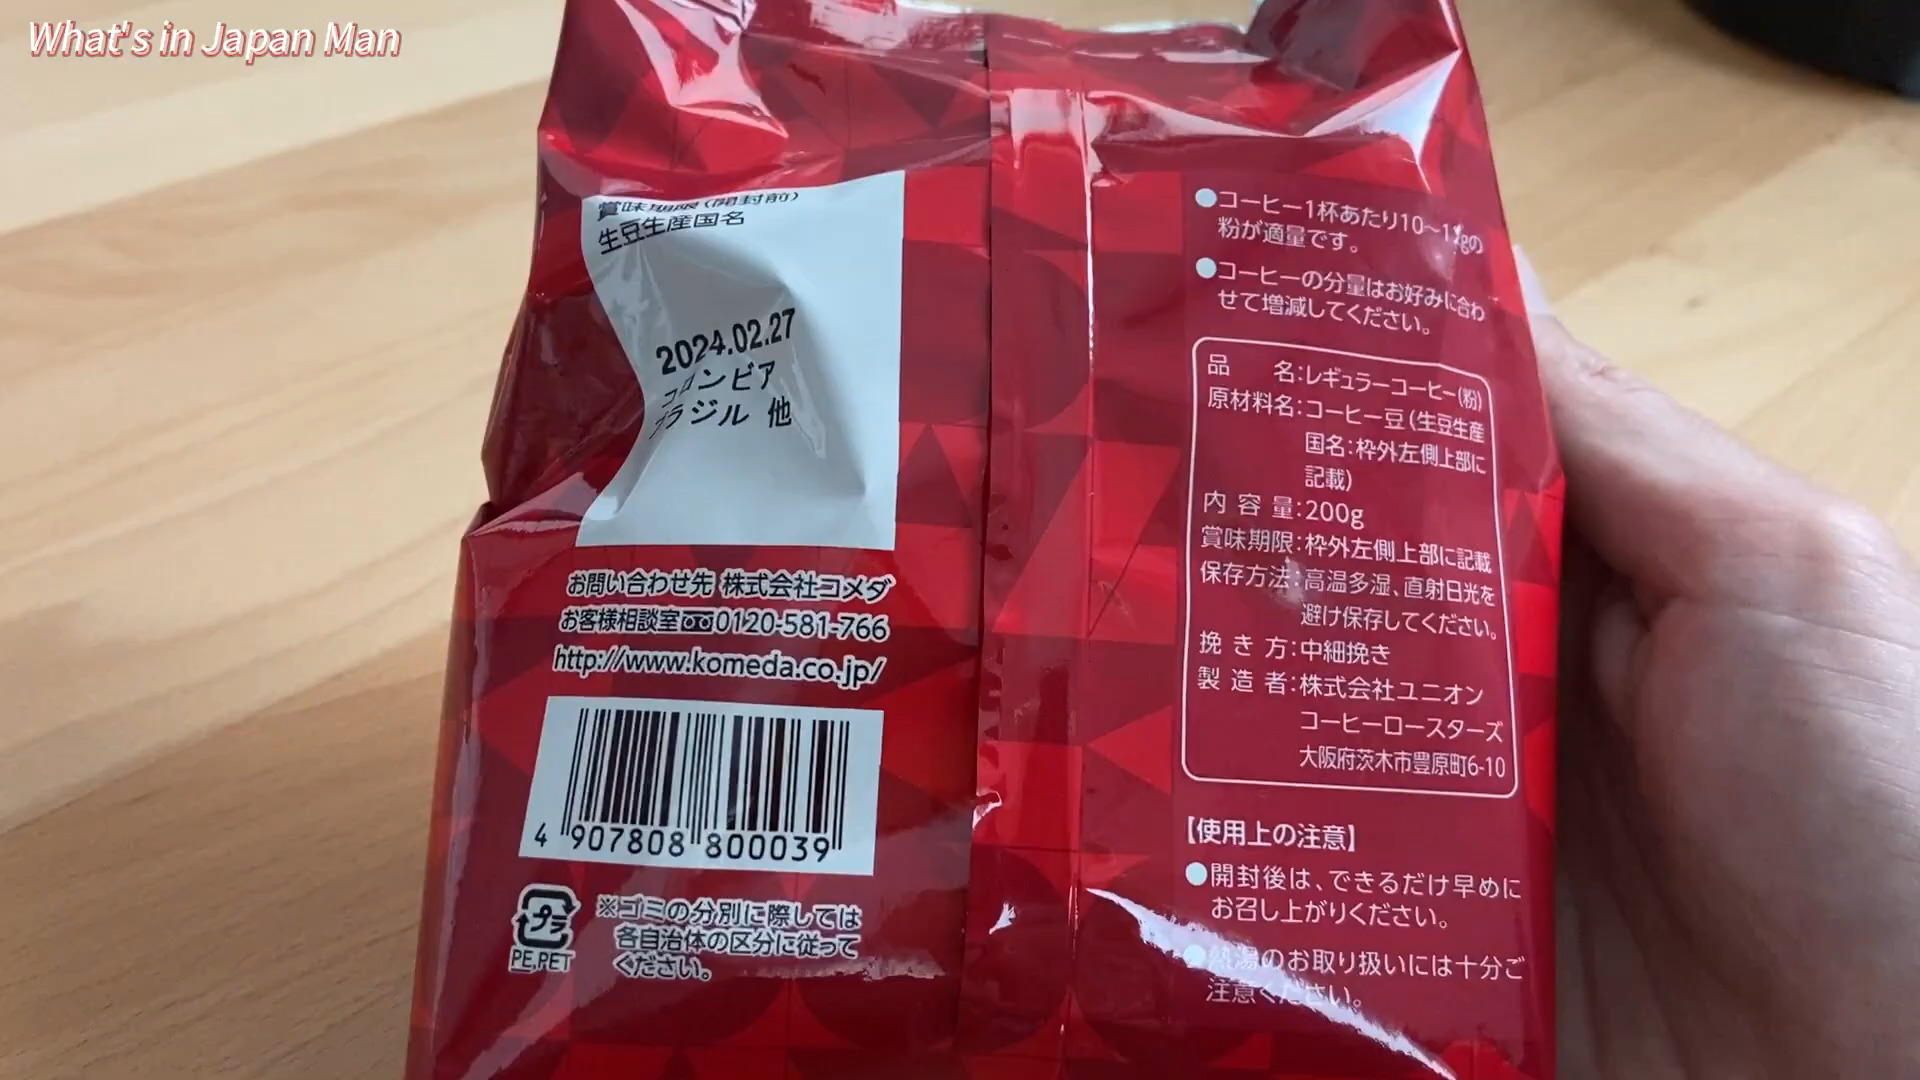 What's in Japan Man
賞味期限(開封前)
生豆生産国名
2024.02.27
コロンビア
ブラジル 他
お問い合わせ先 株式会社コメダ
お客様相談室 0120-581-766
http://www.komeda.co.jp/
4 907808 800039
プラ
PE,PET
※ゴミの分別に際しては
各自治体の区分に従って
ください。
●コーヒー1杯あたり10~12gの
粉が適量です。
●コーヒーの分量はお好みに合わ
せて増減してください。
品名:レギュラーコーヒー(粉)
原材料名:コーヒー豆(生豆生産
国名:枠外左側上部に
記載)
内容量:200g
賞味期限:枠外左側上部に記載
保存方法:高温多湿、直射日光を
避け保存してください。
挽き方:中細挽き
製造者:株式会社ユニオン
コーヒーロースターズ
大阪府茨木市豊原町6-10
【使用上の注意】
●開封後は、できるだけ早めに
お召し上がりください。
●熱湯のお取り扱いには十分ご
注意ください。